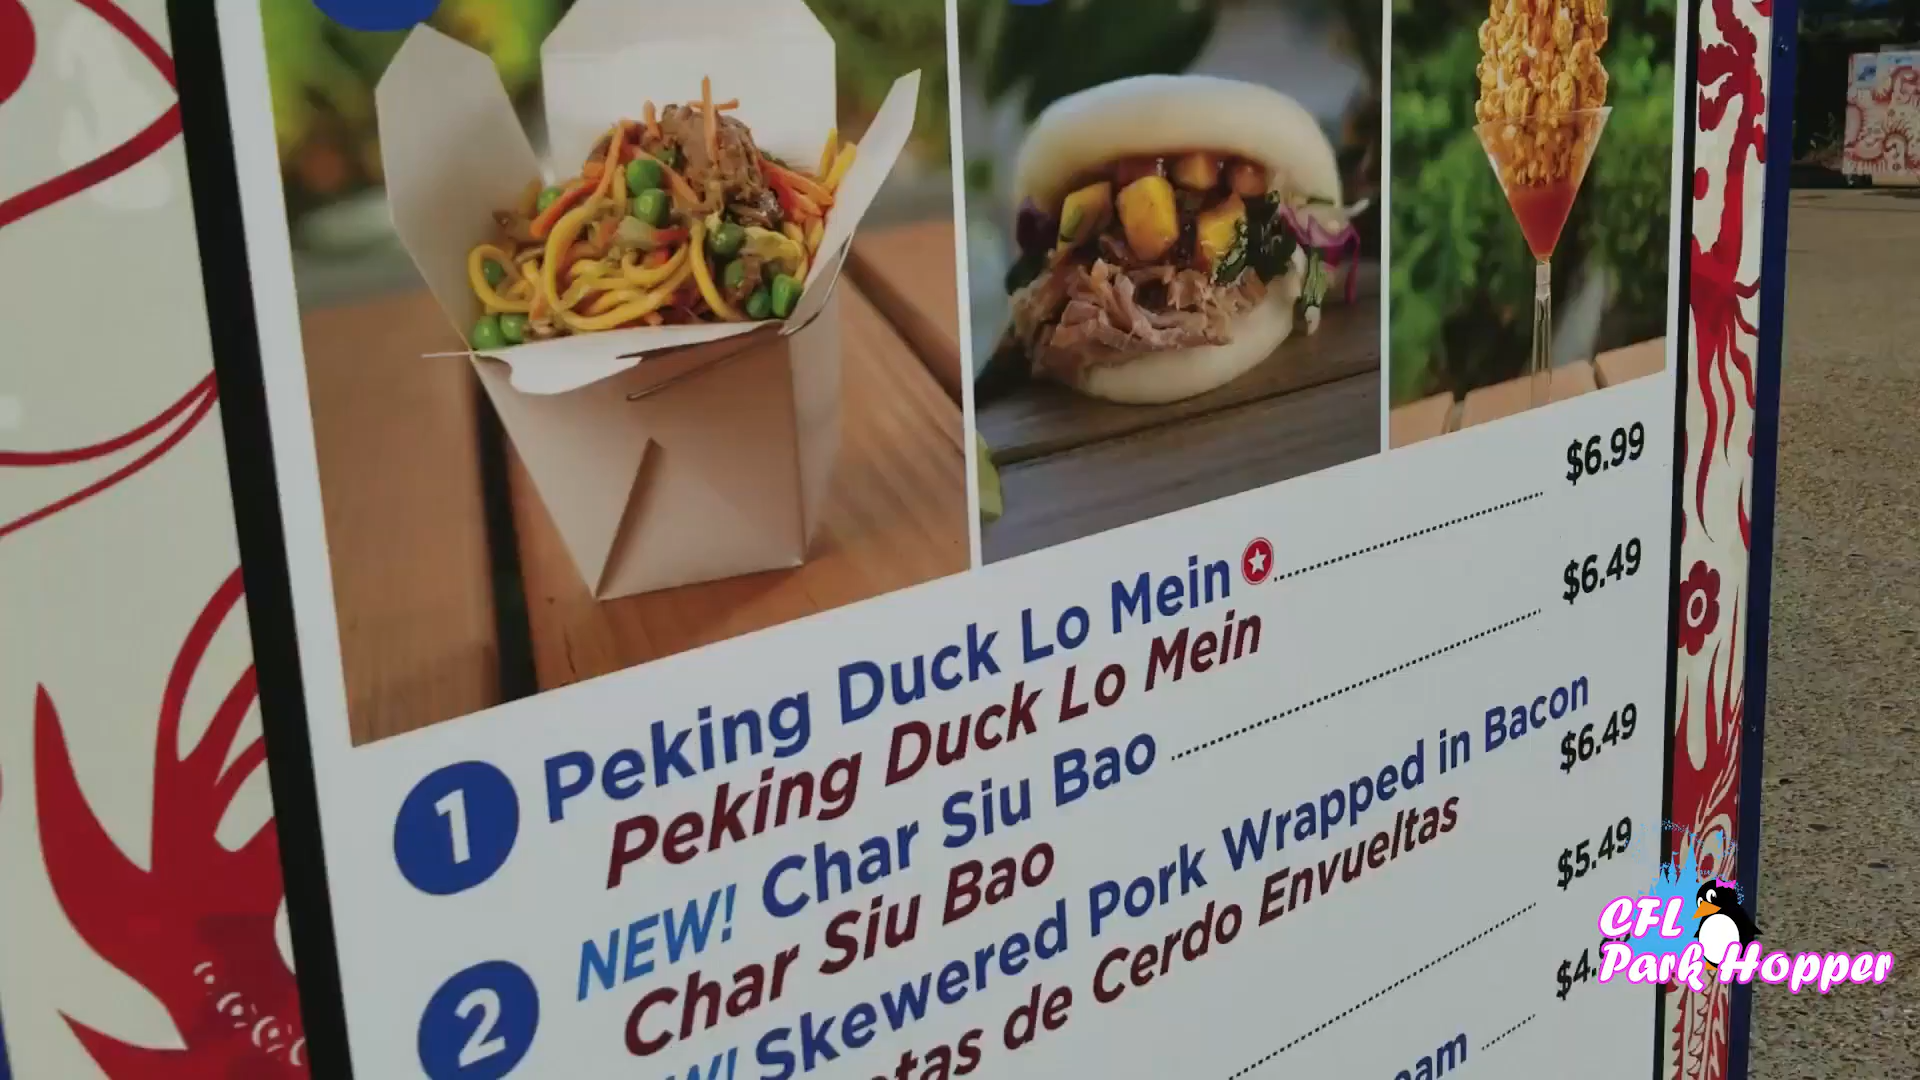 1 Peking Duck Lo Mein $6.99
Peking Duck Lo Mein
2 NEW! Char Siu Bao $6.49
Char Siu Bao
Skewered Pork Wrapped in Bacon $6.49
de Cerdo Envueltas
$5.49
CFL
Park Hopper